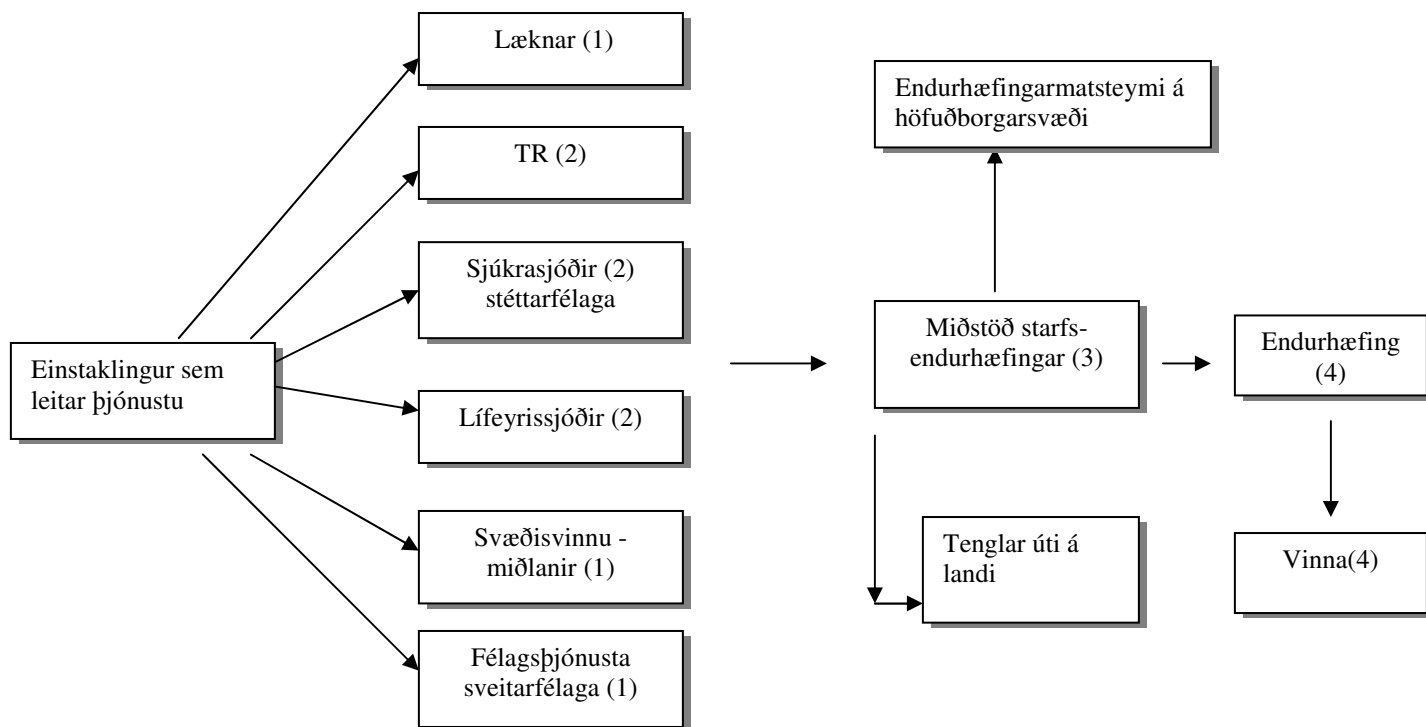 Einstaklingur sem
leitar þjónustu
Læknar (1)
TR (2)
Sjúkrasjóðir (2)
stéttarfélaga
Lífeyrissjóðir (2)
Svæðisvinnu -
miðlanir (1)
Félagsþjónusta
sveitarfélaga (1)
Endurhæfingarmatsteymi á
höfuðborgarsvæði
Miðstöð starfs-
endurhæfingar (3)
Tenglar úti á
landi
Endurhæfing
(4)
Vinna(4)